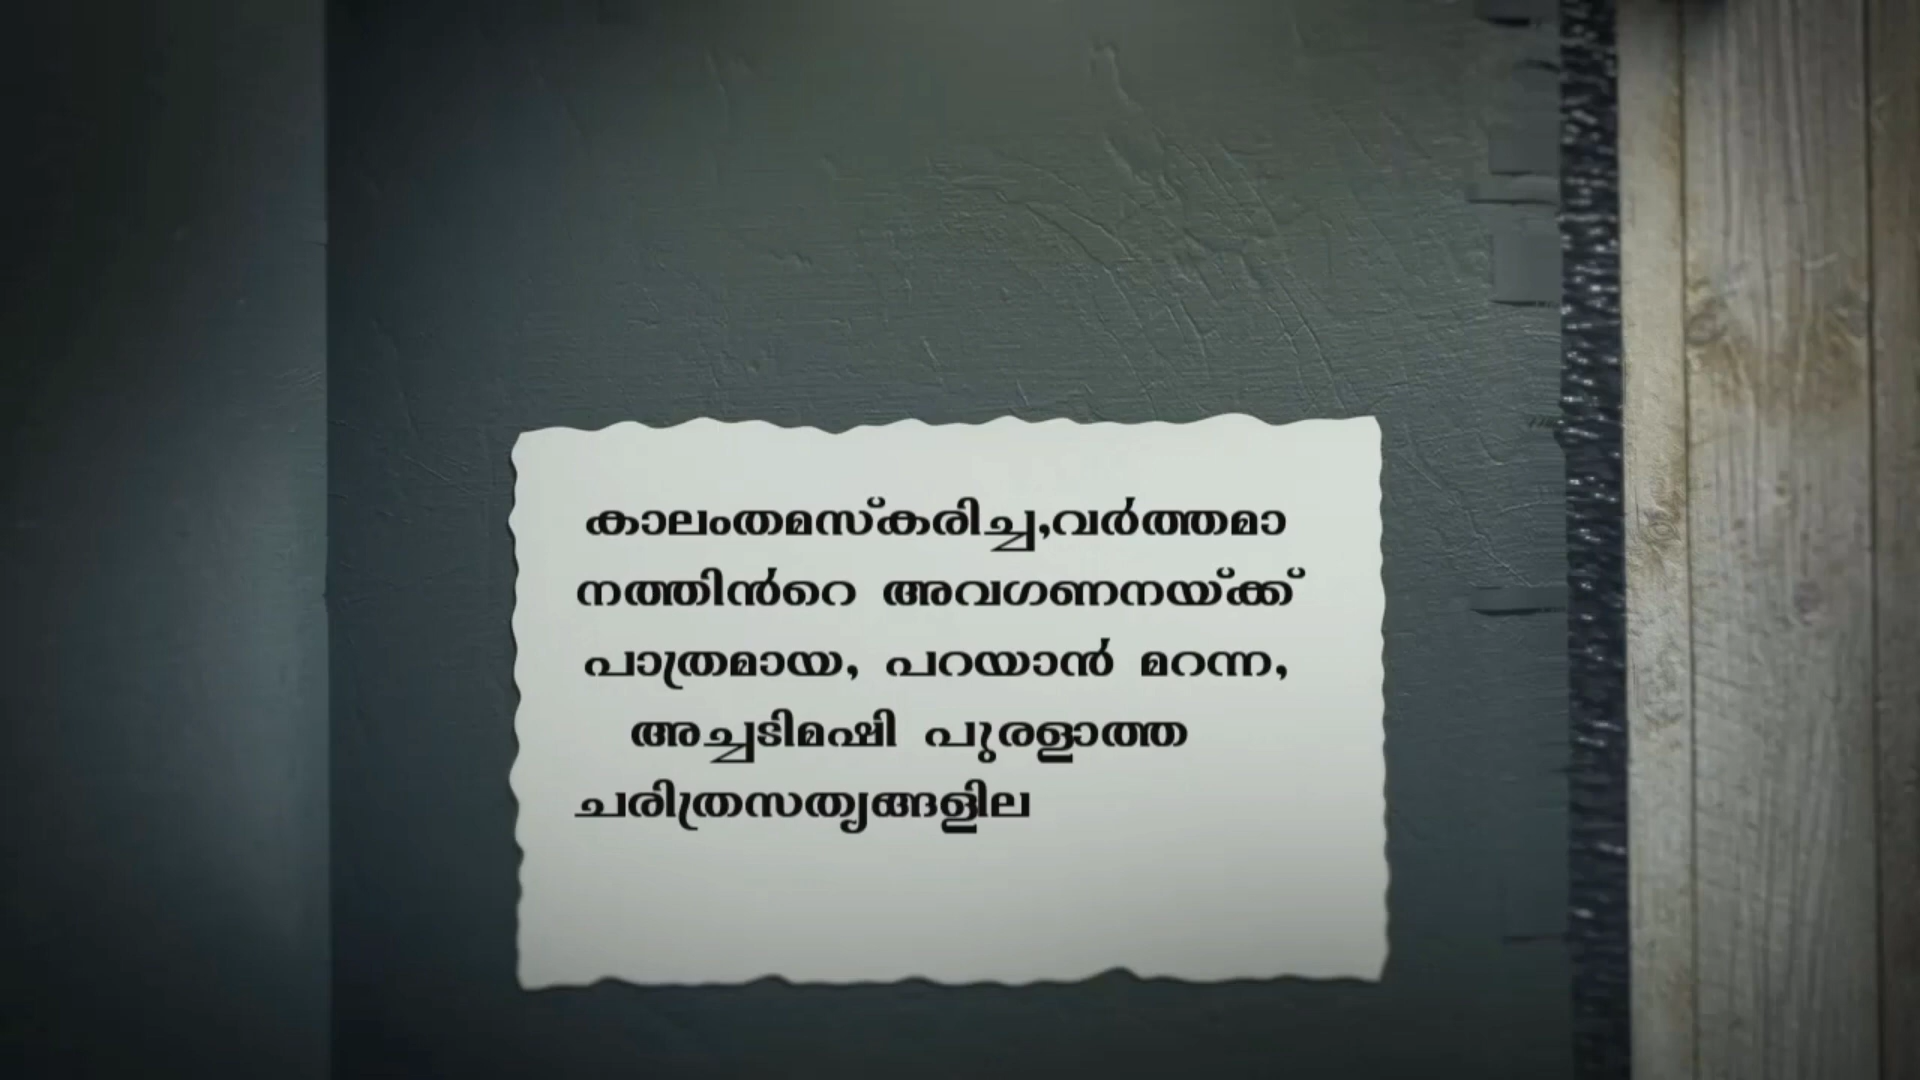 കാലംതമസ്കരിച്ച,വർത്തമാ
നത്തിൻറെ അവഗണനയ്ക്ക്
പാത്രമായ, പറയാൻ മറന്ന,
അച്ചടിമഷി പുരളാത്ത
ചരിത്രസത്യങ്ങളില